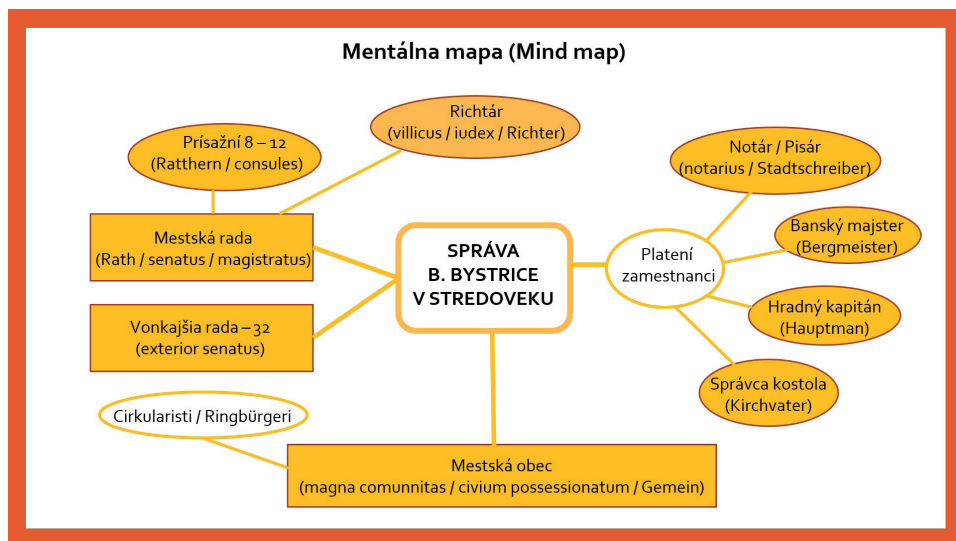 Mentálna mapa (Mind map)
Richtár
(villicus / iudex / Richter)
Prísažní 8 – 12
(Ratthern / consules)
Notár / Pisár
(notarius / Stadtschreiber)
Mestská rada
(Rath / senatus / magistratus)
SPRÁVA
B. BYSTRICE
V STREDOVEKU
Platení
zamestnanci
Banský majster
(Bergmeister)
Vonkajšia rada – 32
(exterior senatus)
Hradný kapitán
(Hauptman)
Správca kostola
(Kirchvater)
Cirkularisti / Ringbürgeri
Mestská obec
(magna comunnitas / civium possessionatum / Gemein)